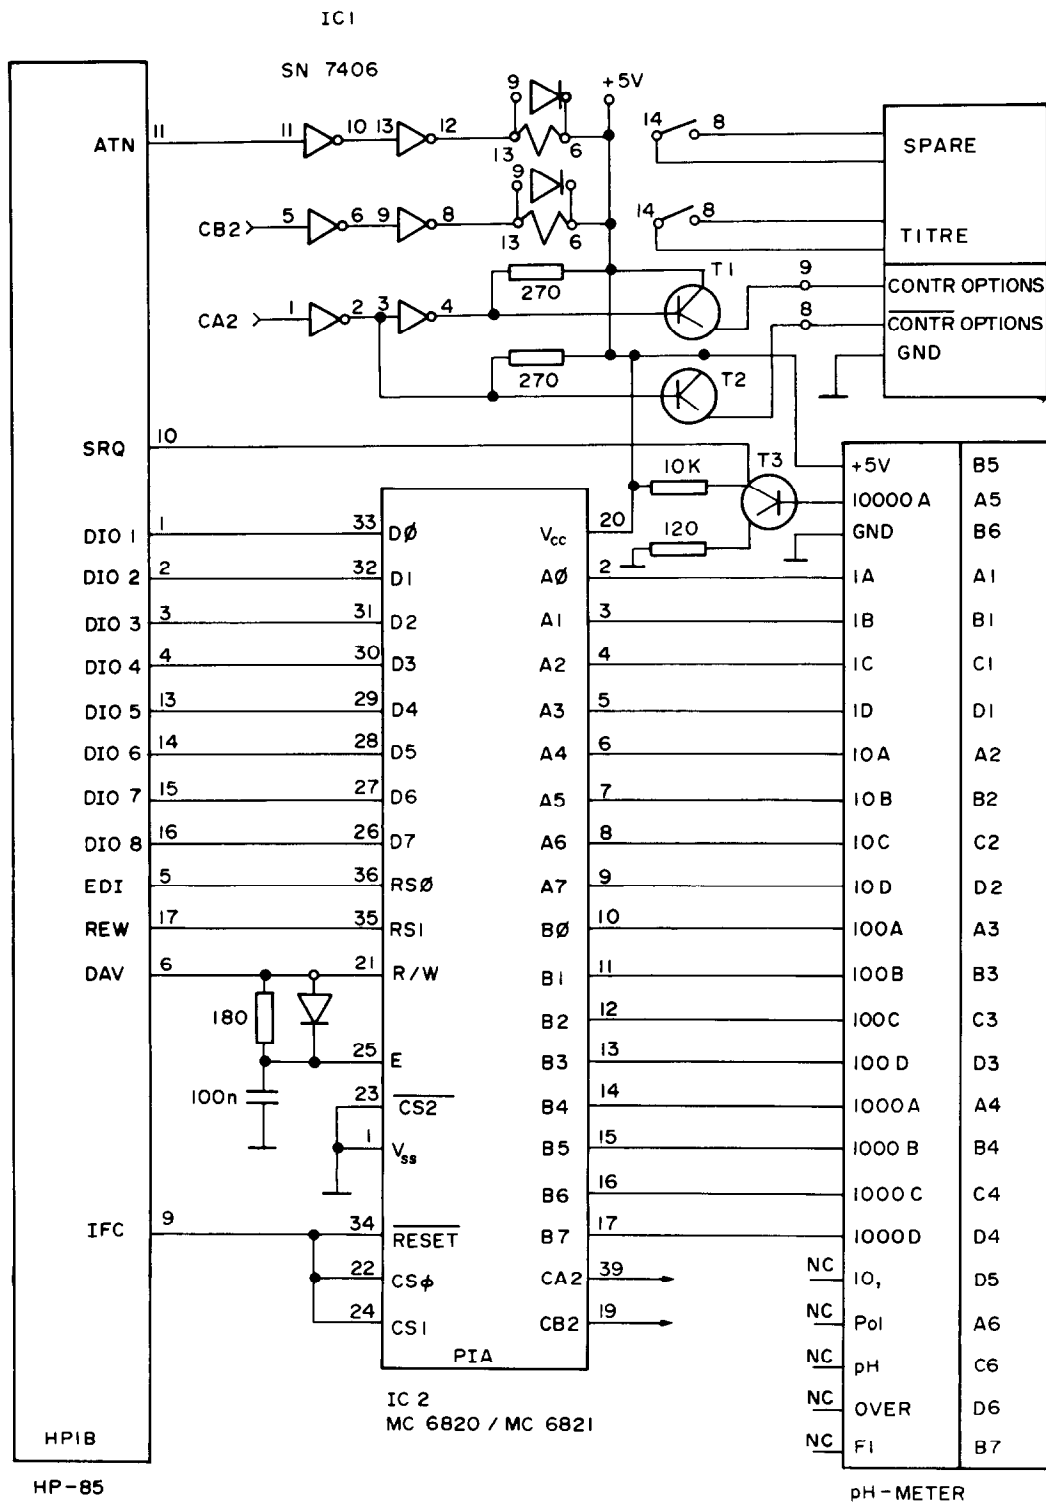 IC1
SN 7406
ATN 11 11 10 13 12 9 13 6 +5V 14 8 SPARE
CB2 5 6 9 8 9 13 6 14 8 TITRE
270 T1 9 CONTR OPTIONS
CA2 1 2 3 4 8 CONTR OPTIONS
270 T2 GND
SRQ 10 10K T3 +5V B5
10000A A5
120 GND B6
DIO 1 1 33 DØ Vcc 20
DIO 2 2 32 D1 AØ 2 1A A1
DIO 3 3 31 D2 A1 3 1B B1
DIO 4 4 30 D3 A2 4 1C C1
DIO 5 13 29 D4 A3 5 1D D1
DIO 6 14 28 D5 A4 6 10A A2
DIO 7 15 27 D6 A5 7 10B B2
DIO 8 16 26 D7 A6 8 10C C2
EDI 5 36 RSØ A7 9 10D D2
REW 17 35 RS1 BØ 10 100A A3
DAV 6 21 R/W B1 11 100B B3
180 B2 12 100C C3
25 E B3 13 100D D3
100n 23 CS2 B4 14 1000A A4
1 Vss B5 15 1000B B4
B6 16 1000C C4
IFC 9 34 RESET B7 17 1000D D4
22 CSφ CA2 39 NC 10, D5
24 CS1 CB2 19 NC Pol A6
PIA
NC pH C6
IC 2
MC 6820 / MC 6821
NC OVER D6
HPIB NC F1 B7
HP-85
pH-METER